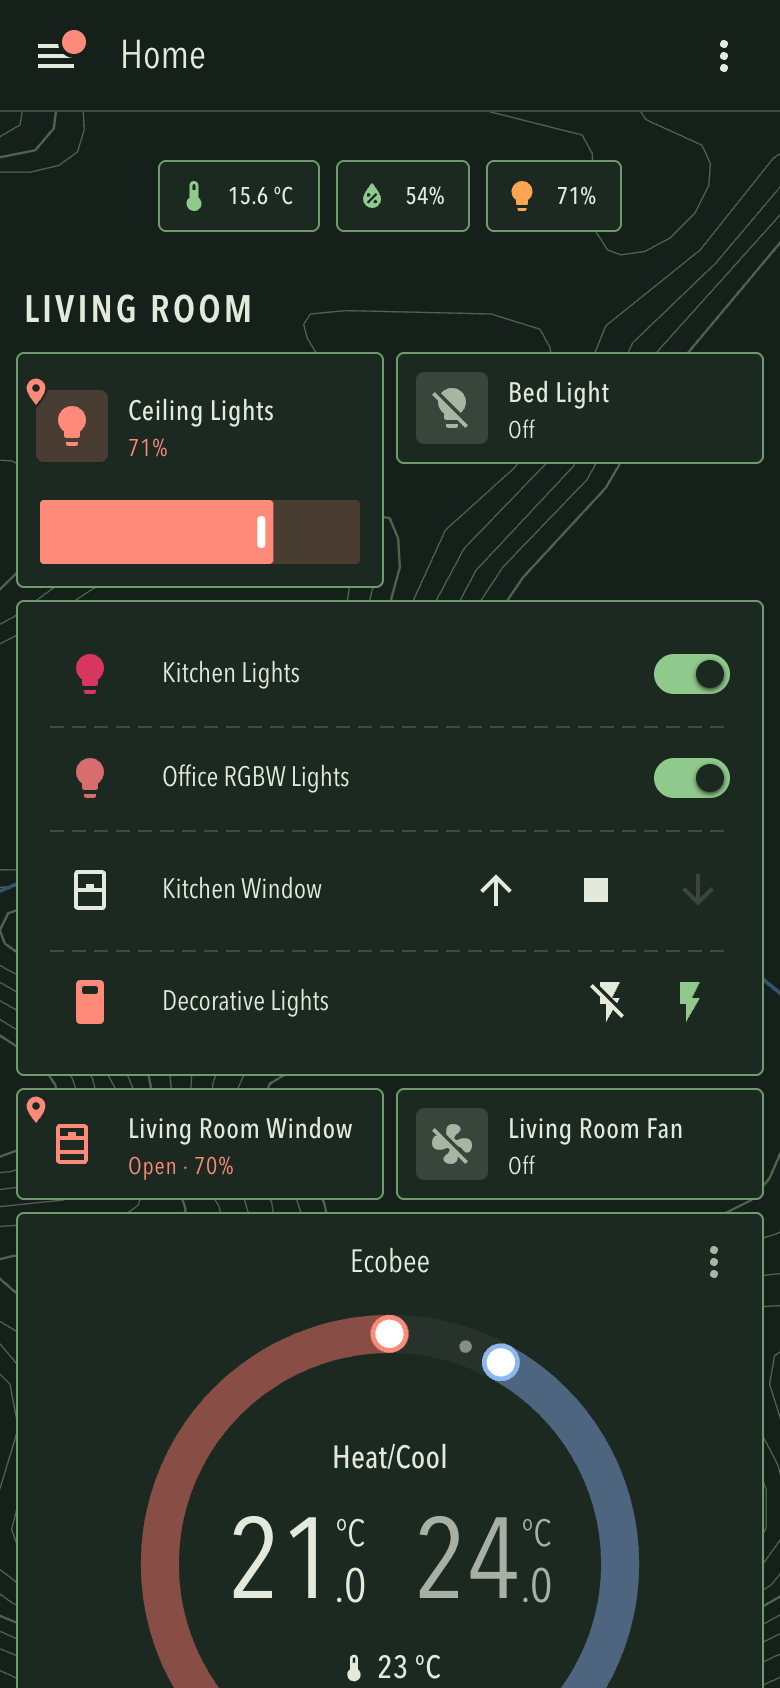 Home
15.6 °C
54%
71%
LIVING ROOM
Ceiling Lights
71%
Bed Light
Off
Kitchen Lights
Office RGBW Lights
Kitchen Window
Decorative Lights
Living Room Window
Open · 70%
Living Room Fan
Off
Ecobee
Heat/Cool
21.0 °C
24.0 °C
23 °C